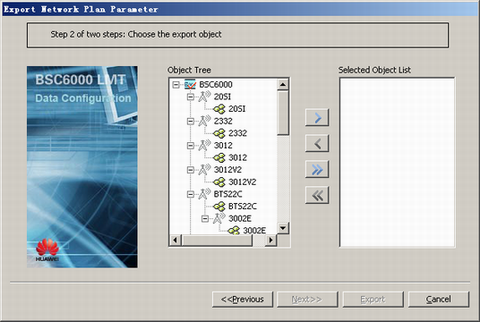 Export Network Plan Parameter
Step 2 of two steps: Choose the export object
BSC6000 LMT
Data Configuration
HUAWEI
Object Tree
BSC6000
20SI
20SI
2332
2332
3012
3012
3012V2
3012V2
BTS22C
BTS22C
3002E
3002E
Selected Object List
<<Previous
Next>>
Export
Cancel